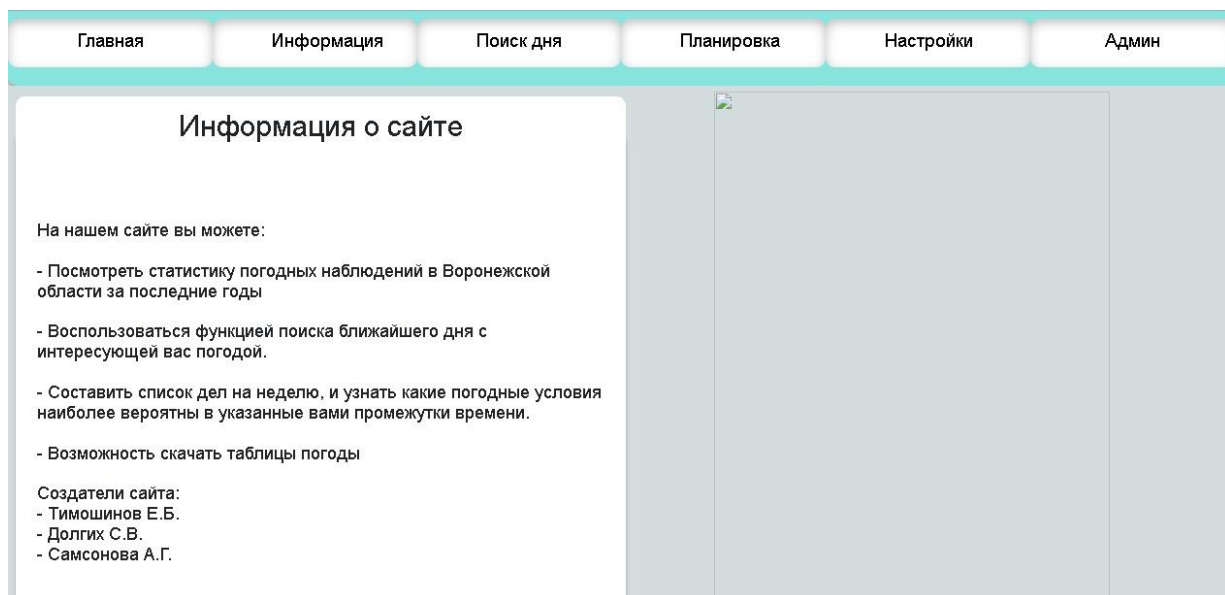 Главная Информация Поиск дня Планировка Настройки Админ
Информация о сайте
На нашем сайте вы можете:
- Посмотреть статистику погодных наблюдений в Воронежской
области за последние годы
- Воспользоваться функцией поиска ближайшего дня с
интересующей вас погодой.
- Составить список дел на неделю, и узнать какие погодные условия
наиболее вероятны в указанные вами промежутки времени.
- Возможность скачать таблицы погоды
Создатели сайта:
- Тимошинов Е.Б.
- Долгих С.В.
- Самсонова А.Г.